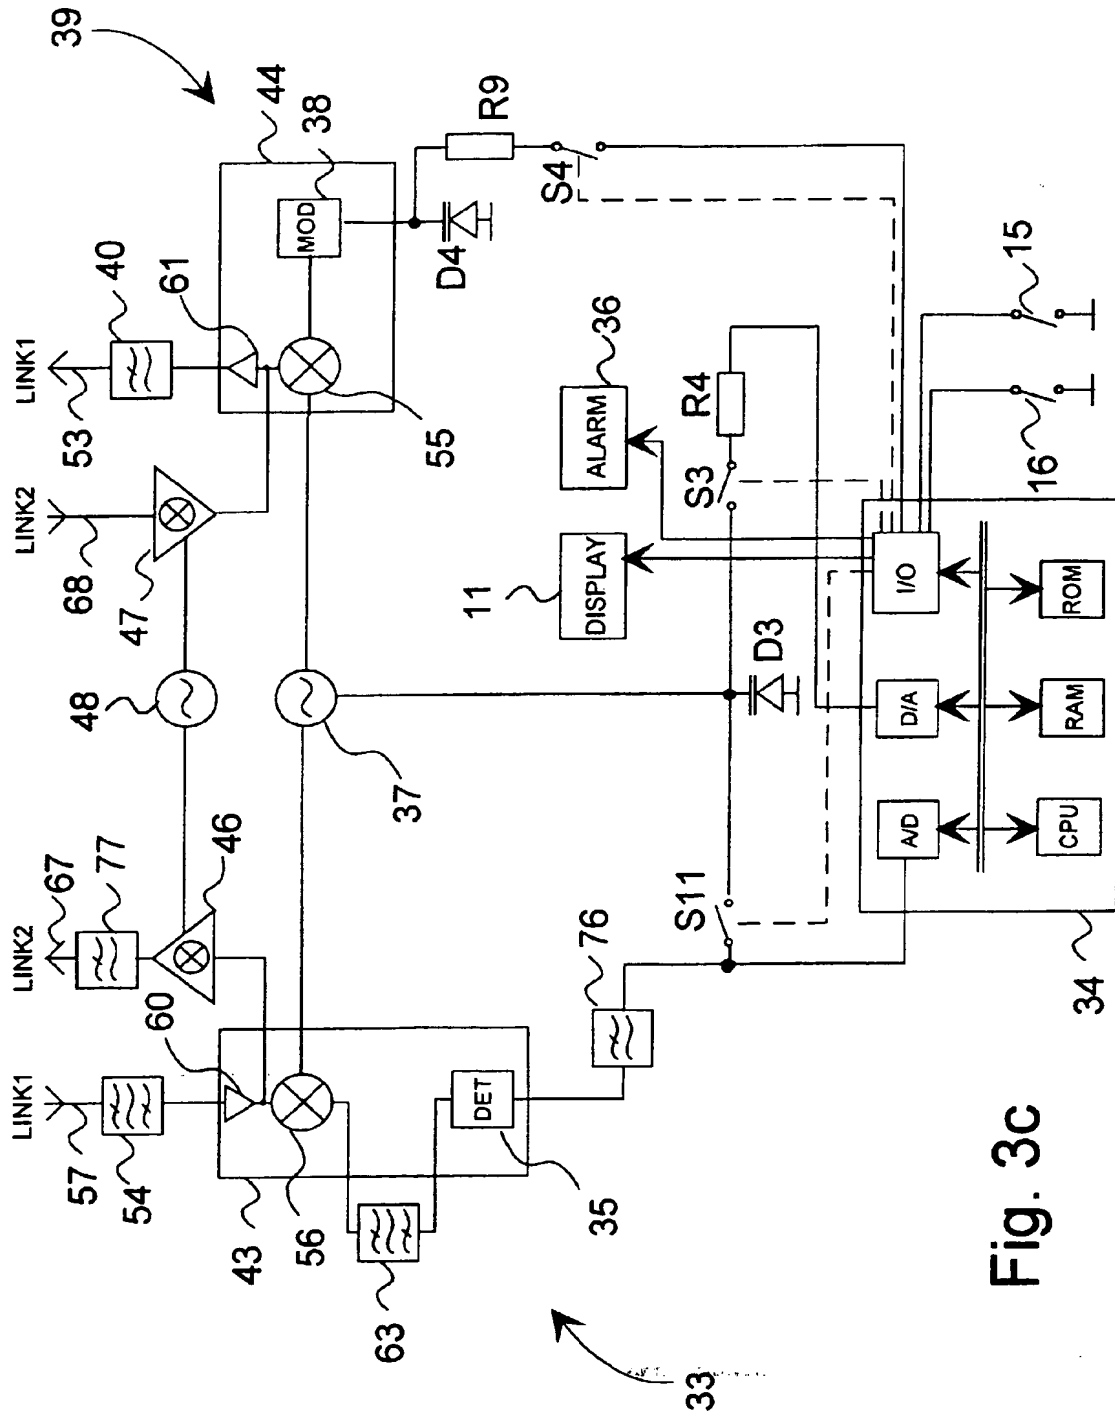 LINK1
LINK2
LINK2
LINK1
39
57
67
68
53
54
77
47
40
48
60
46
61
44
43
38
56
MOD
37
55
63
DET
D4
R9
35
S4
33
76
11
DISPLAY
ALARM
36
S11
S3
R4
D3
A/D
D/A
I/O
16
15
CPU
RAM
ROM
34
Fig. 3c